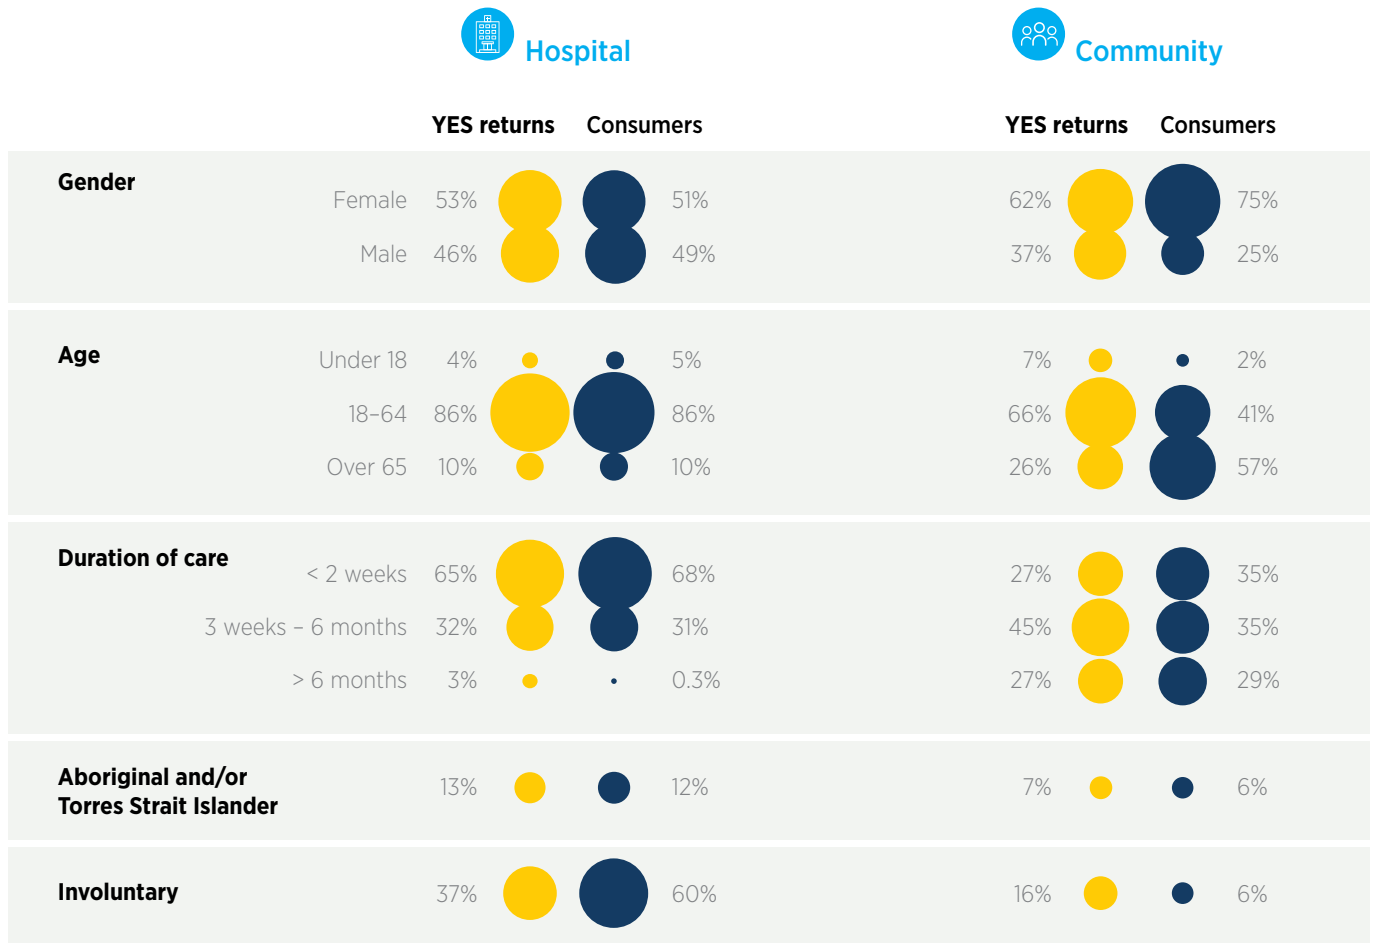 Hospital Community
YES returns Consumers YES returns Consumers
Gender
Female 53% 51% 62% 75%
Male 46% 49% 37% 25%
Age
Under 18 4% 5% 7% 2%
18–64 86% 86% 66% 41%
Over 65 10% 10% 26% 57%
Duration of care
< 2 weeks 65% 68% 27% 35%
3 weeks – 6 months 32% 31% 45% 35%
> 6 months 3% 0.3% 27% 29%
Aboriginal and/or
Torres Strait Islander
13% 12% 7% 6%
Involuntary 37% 60% 16% 6%